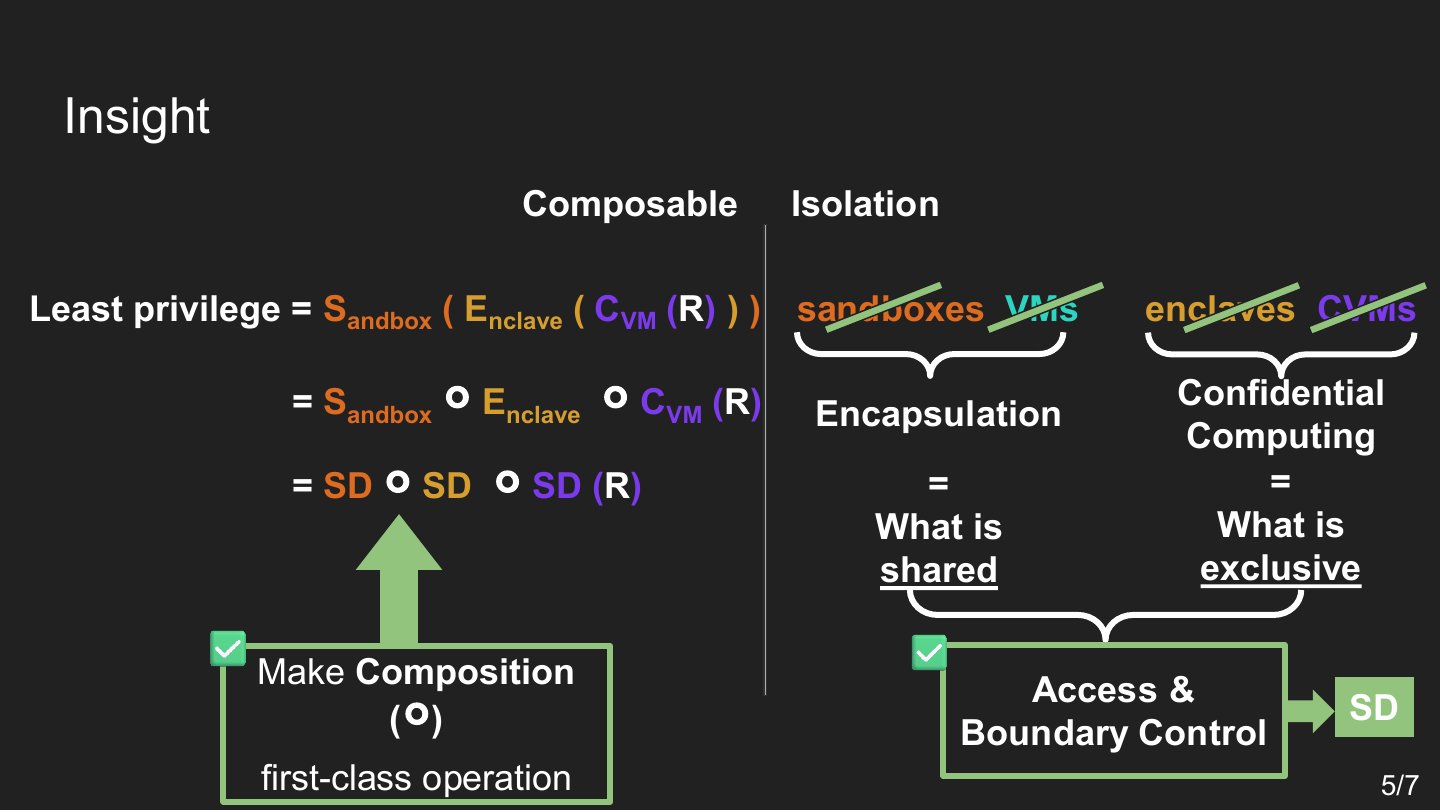 Insight
Composable Isolation
Least privilege = Sandbox ( Enclave ( CVM (R) ) )
= Sandbox ∘ Enclave ∘ CVM (R)
= SD ∘ SD ∘ SD (R)
Make Composition
(∘)
first-class operation
sandboxes VMs
Encapsulation
=
What is
shared
enclaves CVMs
Confidential
Computing
=
What is
exclusive
Access &
Boundary Control
SD
5/7